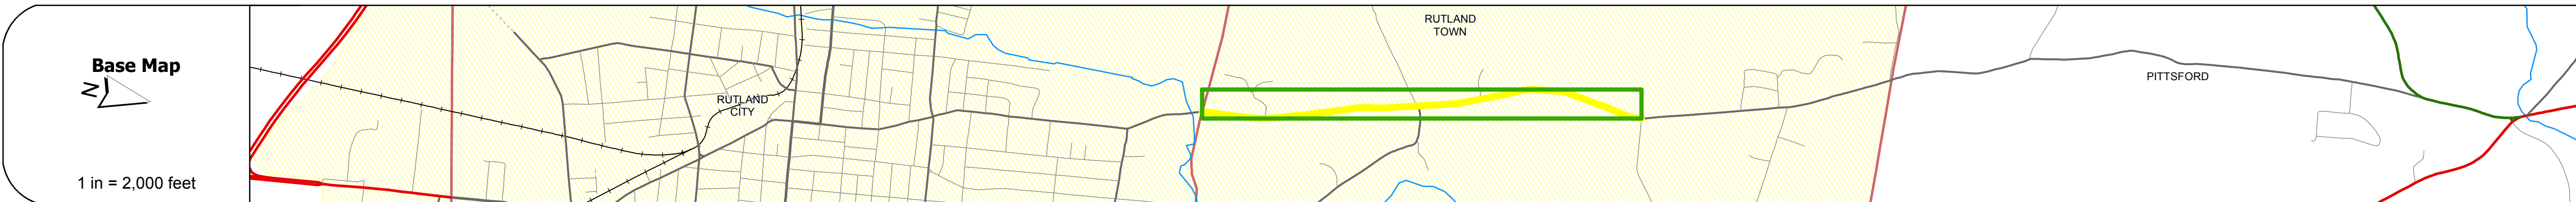 Base Map
N
1 in = 2,000 feet
RUTLAND
CITY
RUTLAND
TOWN
PITTSFORD